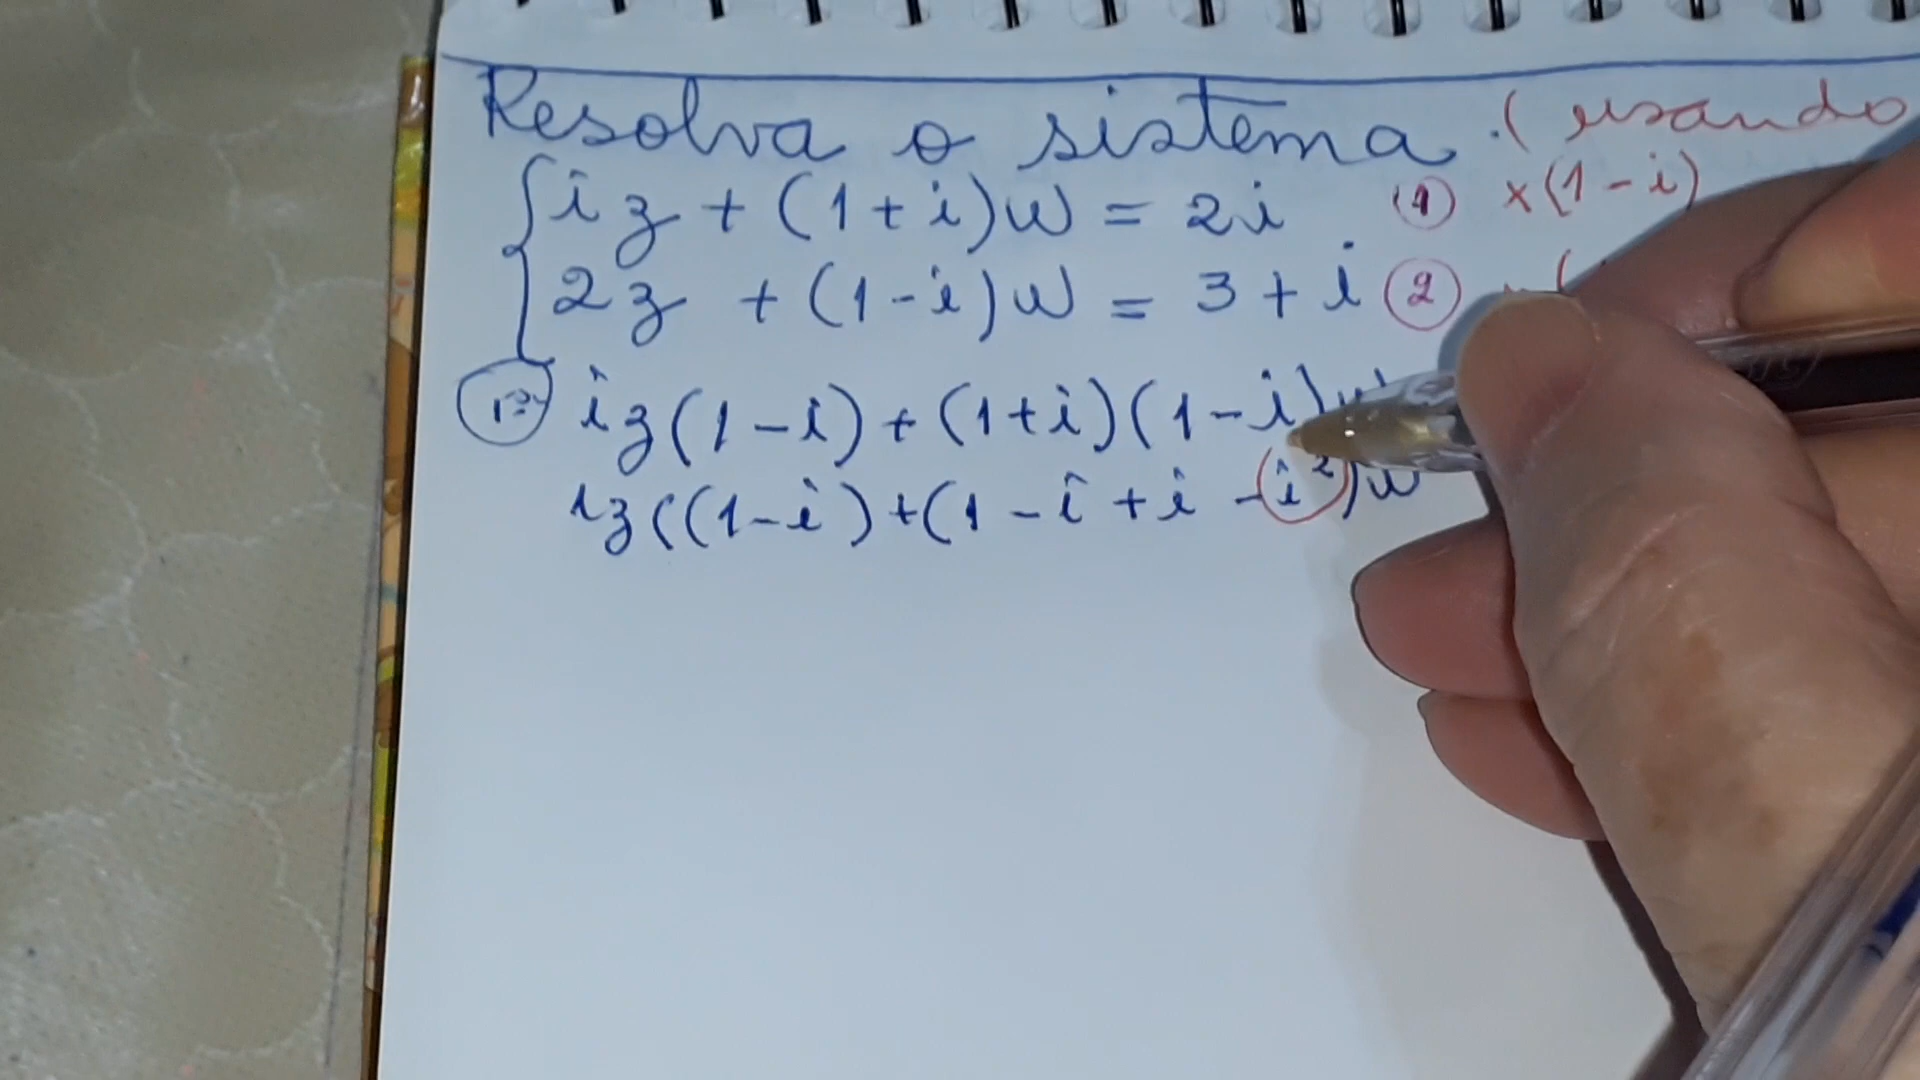 Resolva o sistema. (usando
iz + (1+i)w = 2i (1) x(1-i)
2z + (1-i)w = 3+i (2)
1º iz(1-i) + (1+i)(1-i)w
iz((1-i)+(1-i+i-i²)w